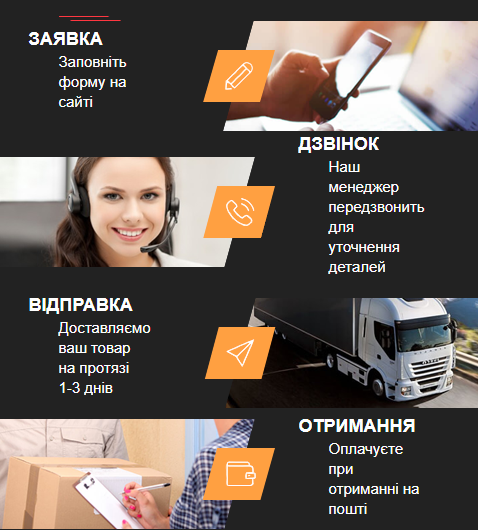 ЗАЯВКА
Заповніть
форму на
сайті
ДЗВІНОК
Наш
менеджер
передзвонить
для
уточнення
деталей
ВІДПРАВКА
Доставляємо
ваш товар
на протязі
1-3 днів
ОТРИМАННЯ
Оплачуєте
при
отриманні на
пошті